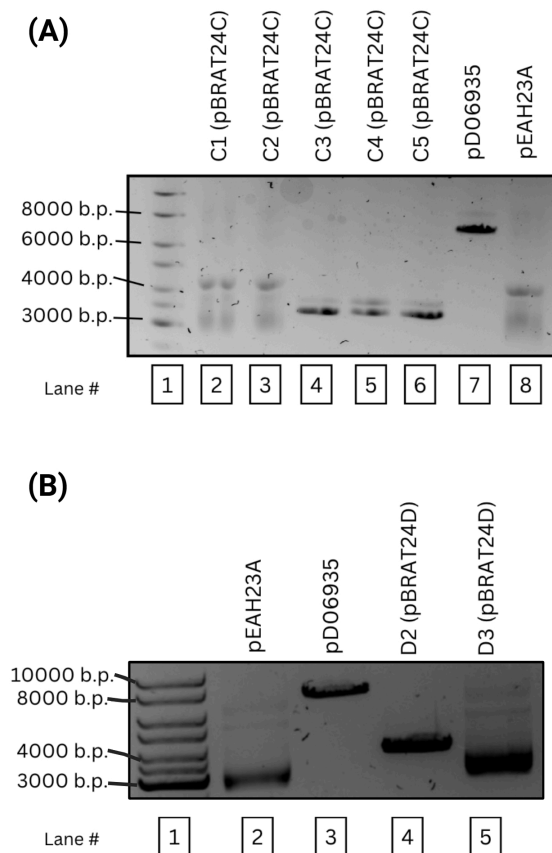 (A)
C1 (pBRAT24C)
C2 (pBRAT24C)
C3 (pBRAT24C)
C4 (pBRAT24C)
C5 (pBRAT24C)
pD06935
pEAH23A
8000 b.p.
6000 b.p.
4000 b.p.
3000 b.p.
Lane # 1 2 3 4 5 6 7 8
(B)
pEAH23A
pD06935
D2 (pBRAT24D)
D3 (pBRAT24D)
10000 b.p.
8000 b.p.
4000 b.p.
3000 b.p.
Lane # 1 2 3 4 5